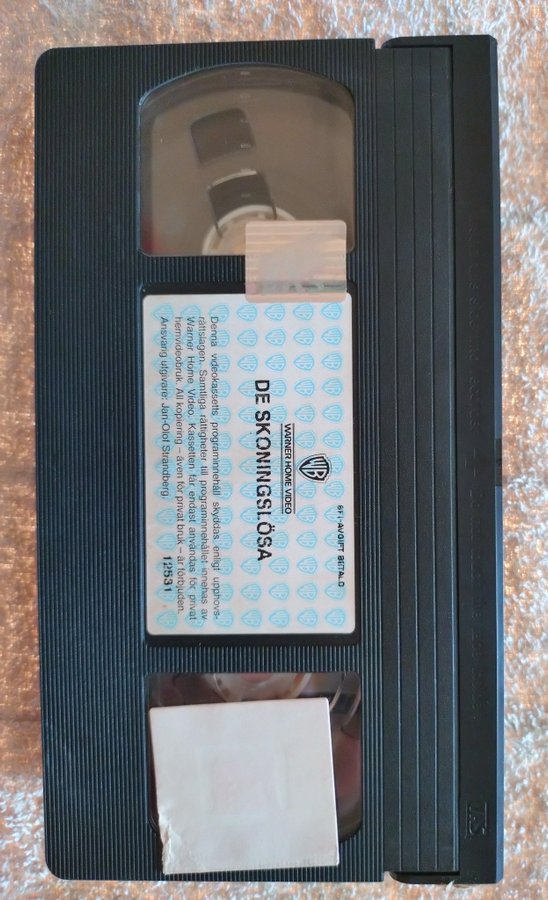 SFI-AVGIFT BETALD
WB
WARNER HOME VIDEO
DE SKONINGSLÖSA
Denna videokassetts programinnehåll skyddas enligt upphovs-
rättslagen. Samtliga rättigheter till programinnehållet innehas av
Warner Home Video. Kassetten får endast användas för privat
hemvideobruk. All kopiering – även för privat bruk – är förbjuden.
Ansvarig utgivare: Jan-Olof Strandberg.
12531